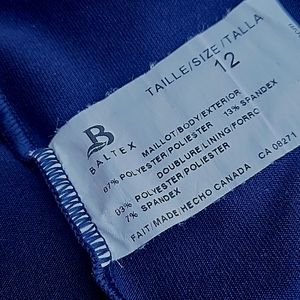 BALTEX
TAILLE/SIZE/TALLA
12
MAILLOT/BODY/EXTERIOR
87% POLYESTER/POLIESTER 13% SPANDEX
DOUBLURE/LINING/FORRO
93% POLYESTER/POLIESTER
7% SPANDEX
FAIT/MADE/HECHO CANADA
CA 08271